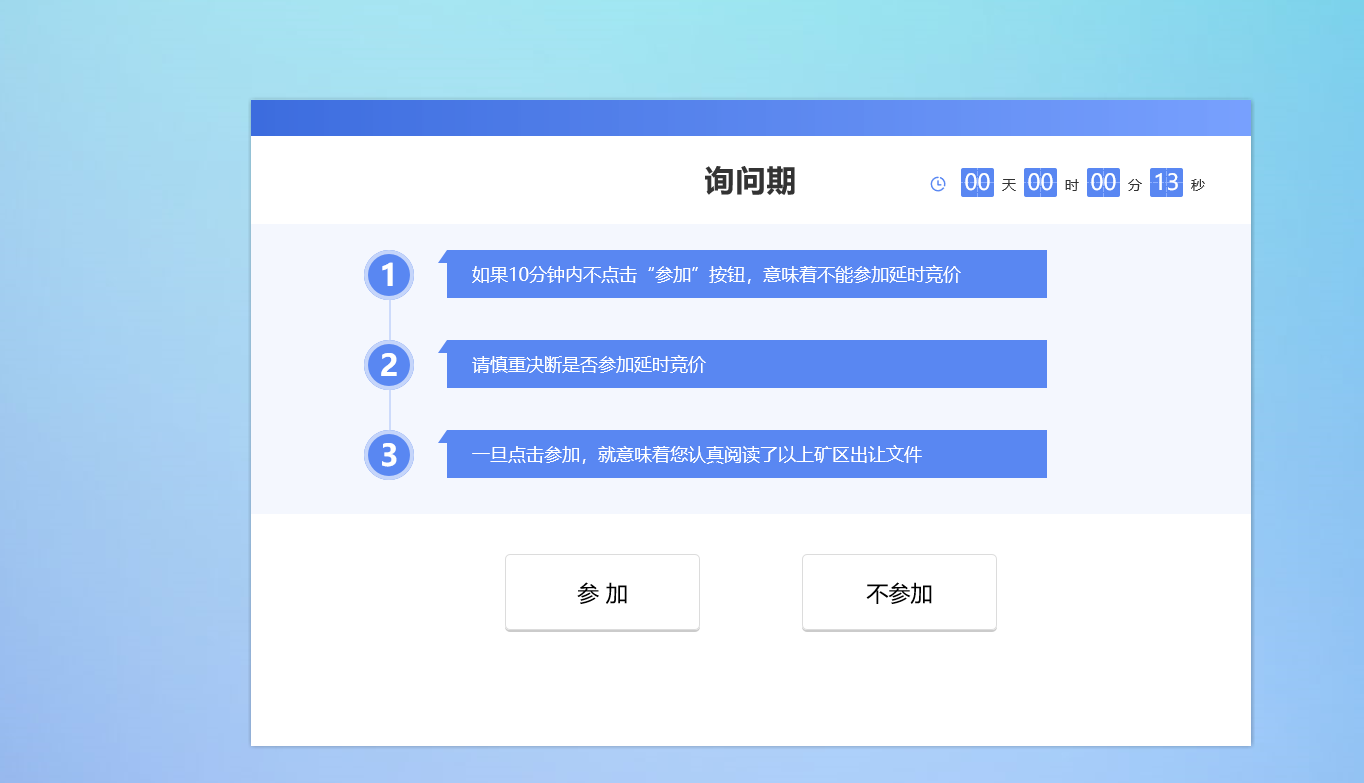 询问期
00 天 00 时 00 分 13 秒
1 如果10分钟内不点击“参加”按钮，意味着不能参加延时竞价
2 请慎重决断是否参加延时竞价
3 一旦点击参加，就意味着您认真阅读了以上矿区出让文件
参 加 不参加